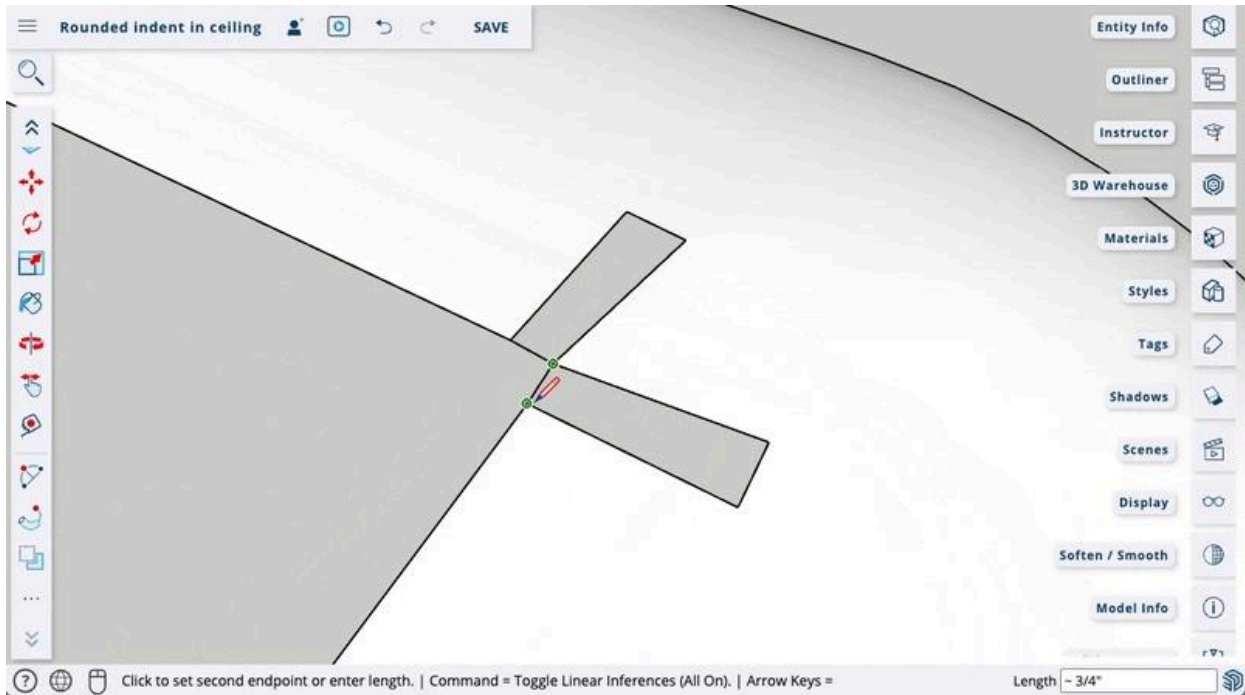 Rounded indent in ceiling SAVE
Entity Info
Outliner
Instructor
3D Warehouse
Materials
Styles
Tags
Shadows
Scenes
Display
Soften / Smooth
Model Info
Click to set second endpoint or enter length. | Command = Toggle Linear Inferences (All On). | Arrow Keys = Length ~ 3/4"